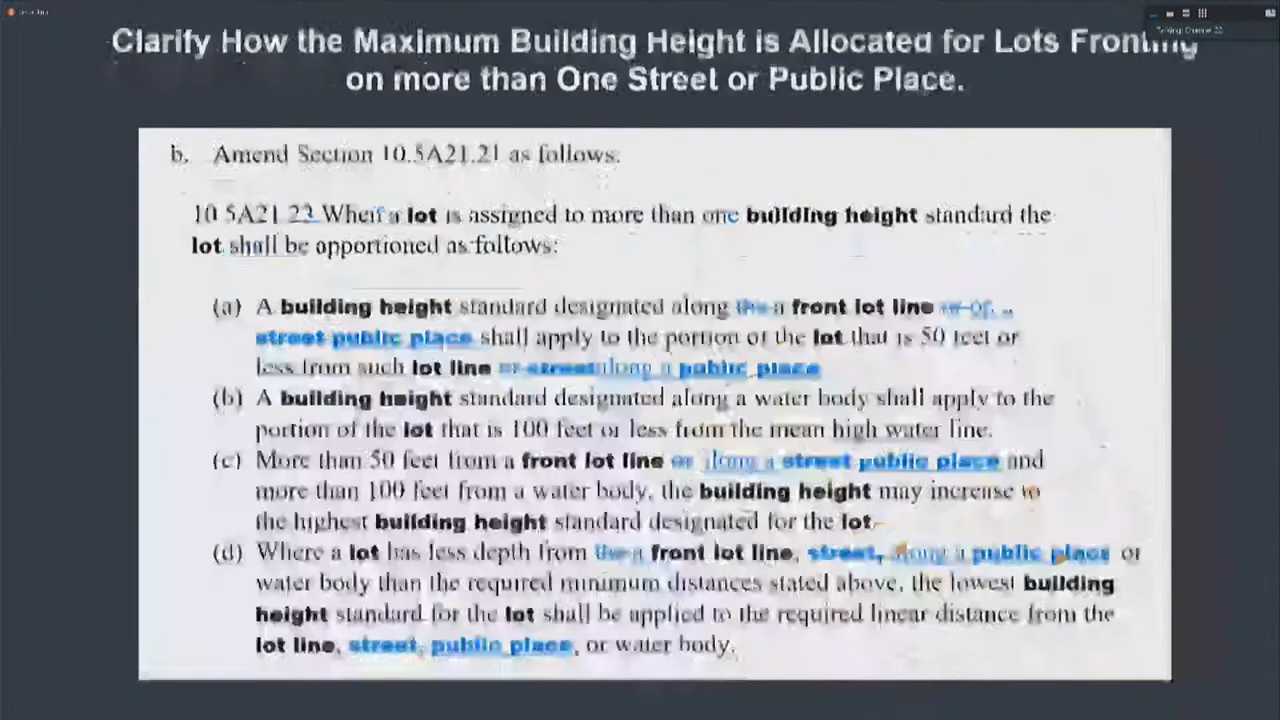 Clarify How the Maximum Building Height is Allocated for Lots Fronting
on more than One Street or Public Place.
b. Amend Section 10.5A21.21 as follows:
10.5A21.22 When a lot is assigned to more than one building height standard the
lot shall be apportioned as follows:
(a) A building height standard designated along the a front lot line or
street public place shall apply to the portion of the lot that is 50 feet or
less from such lot line or street along a public place
(b) A building height standard designated along a water body shall apply to the
portion of the lot that is 100 feet or less from the mean high water line.
(c) More than 50 feet from a front lot line or along a street public place and
more than 100 feet from a water body, the building height may increase to
the highest building height standard designated for the lot.
(d) Where a lot has less depth from the a front lot line, street, along a public place or
water body than the required minimum distances stated above, the lowest building
height standard for the lot shall be applied to the required linear distance from the
lot line, street, public place, or water body.